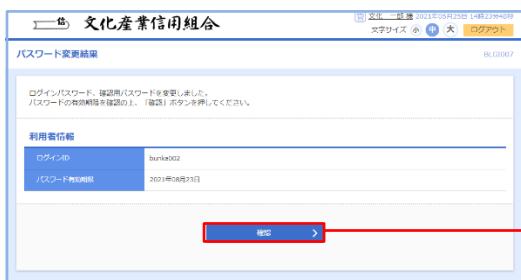 文化産業信用組合
文化 一郎 様 2021年05月25日 14時23分40秒
文字サイズ 小 中 大 ログアウト
パスワード変更結果
BLGI007
ログインパスワード、確認用パスワードを変更しました。
パスワードの有効期限を確認の上、「確認」ボタンを押してください。
利用者情報
ログインID bunka002
パスワード有効期限 2021年08月23日
確認